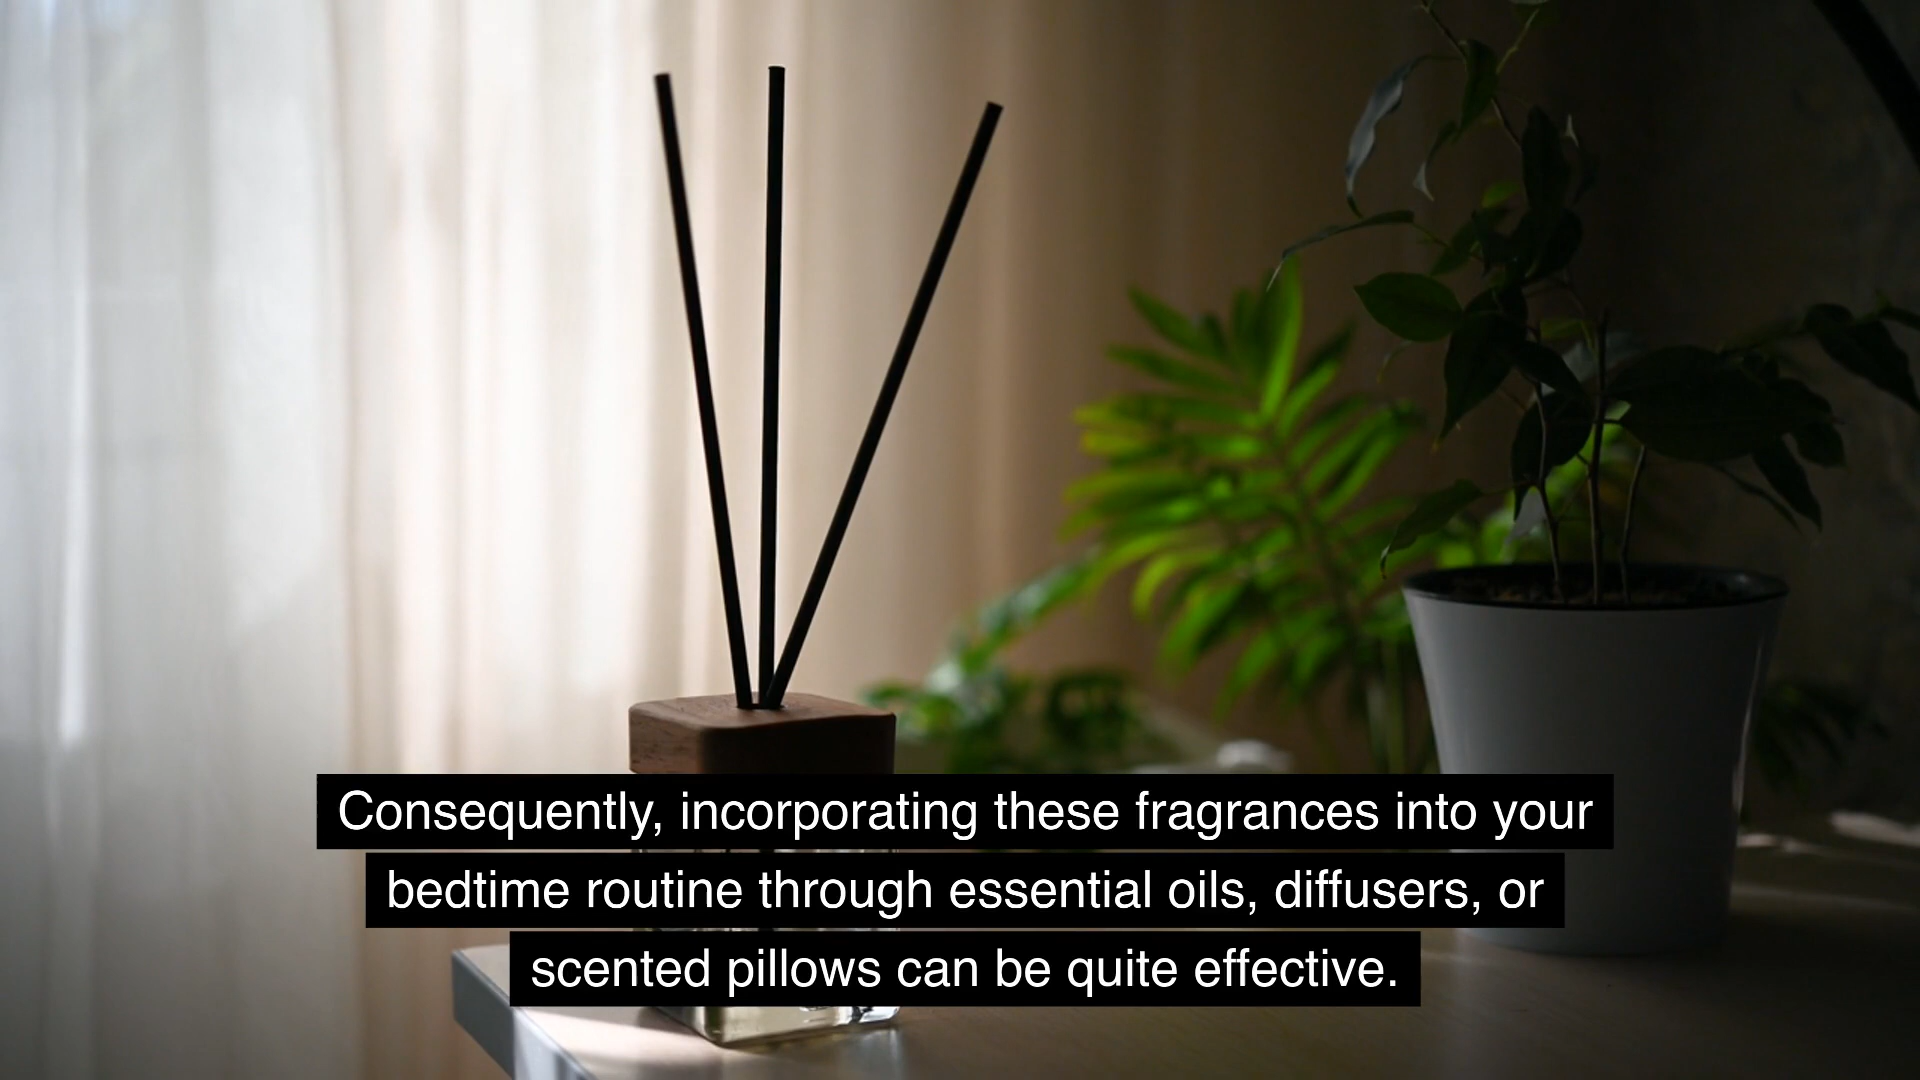 Consequently, incorporating these fragrances into your
bedtime routine through essential oils, diffusers, or
scented pillows can be quite effective.